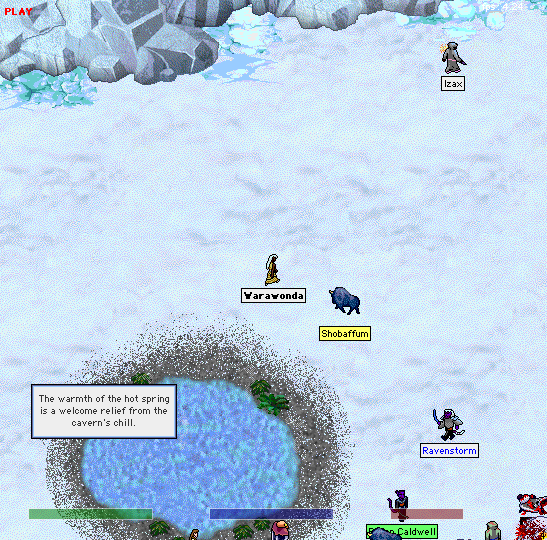 PLAY
Izax
Warawonda
Shobaffum
The warmth of the hot spring
is a welcome relief from the
cavern's chill.
Ravenstorm
Caldwell